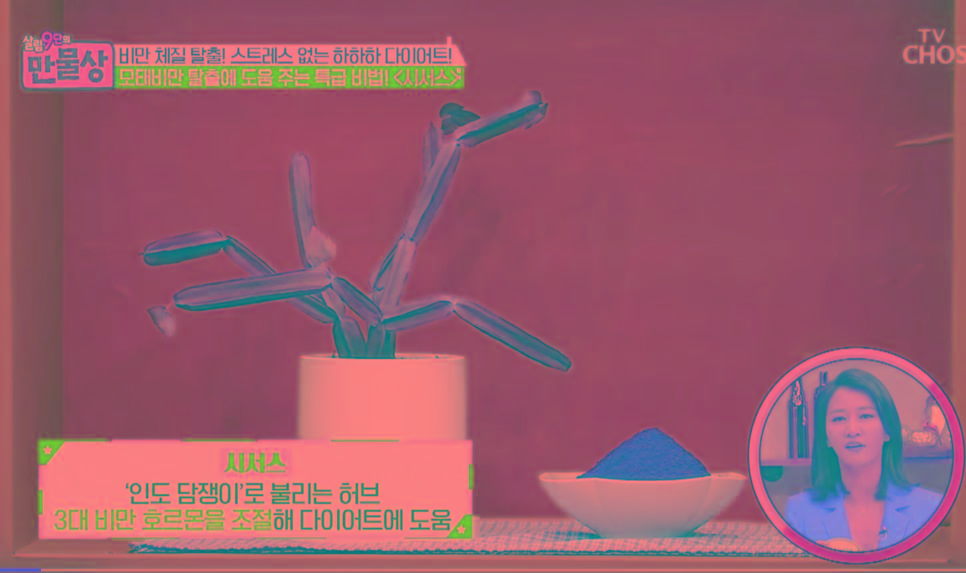 살림9단의
만물상
비만 체질 탈출! 스트레스 없는 하하하 다이어트!
모태비만 탈출에 도움 주는 특급 비법! <시서스>
TV
CHOS
시서스
'인도 담쟁이'로 불리는 허브
3대 비만 호르몬을 조절해 다이어트에 도움